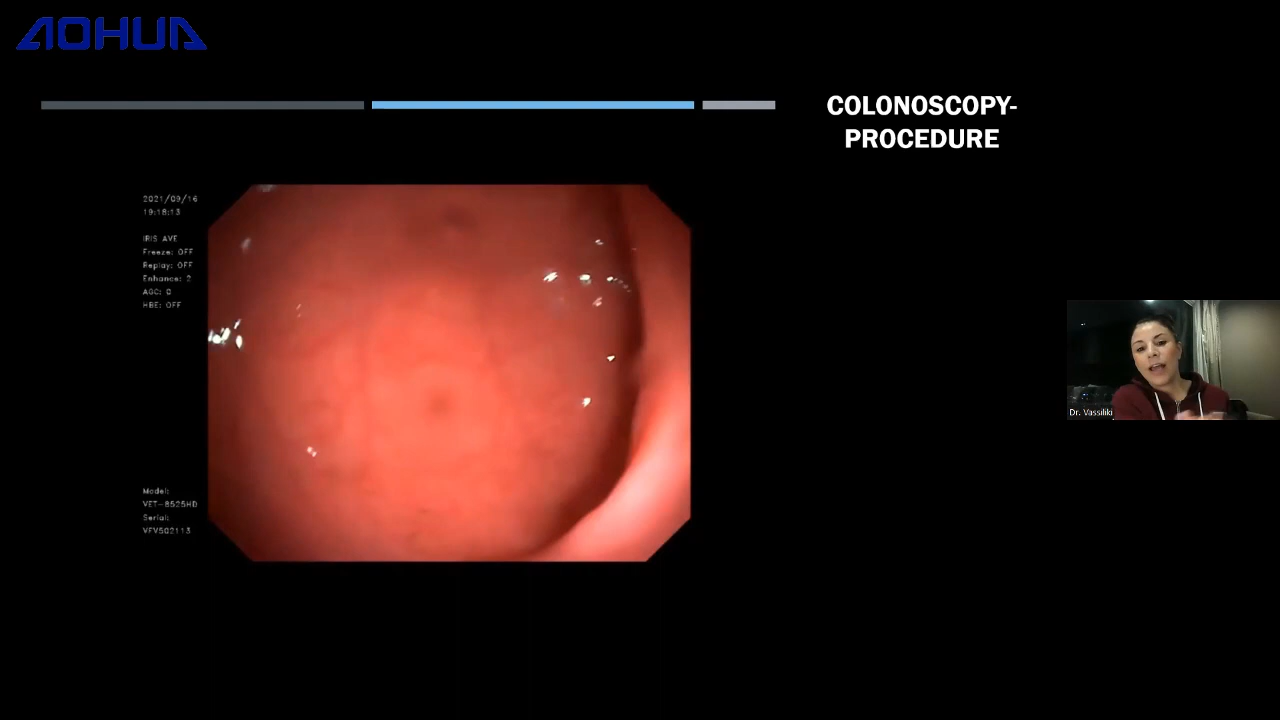 AOHUA
COLONOSCOPY-
PROCEDURE
2021/09/16
19:18:13
IRIS AVE
Freeze: OFF
Replay: OFF
Enhance: 2
AGC: 0
HBE: OFF
Model:
VET-8525HD
Serial:
VFV502113
Dr. Vassiliki